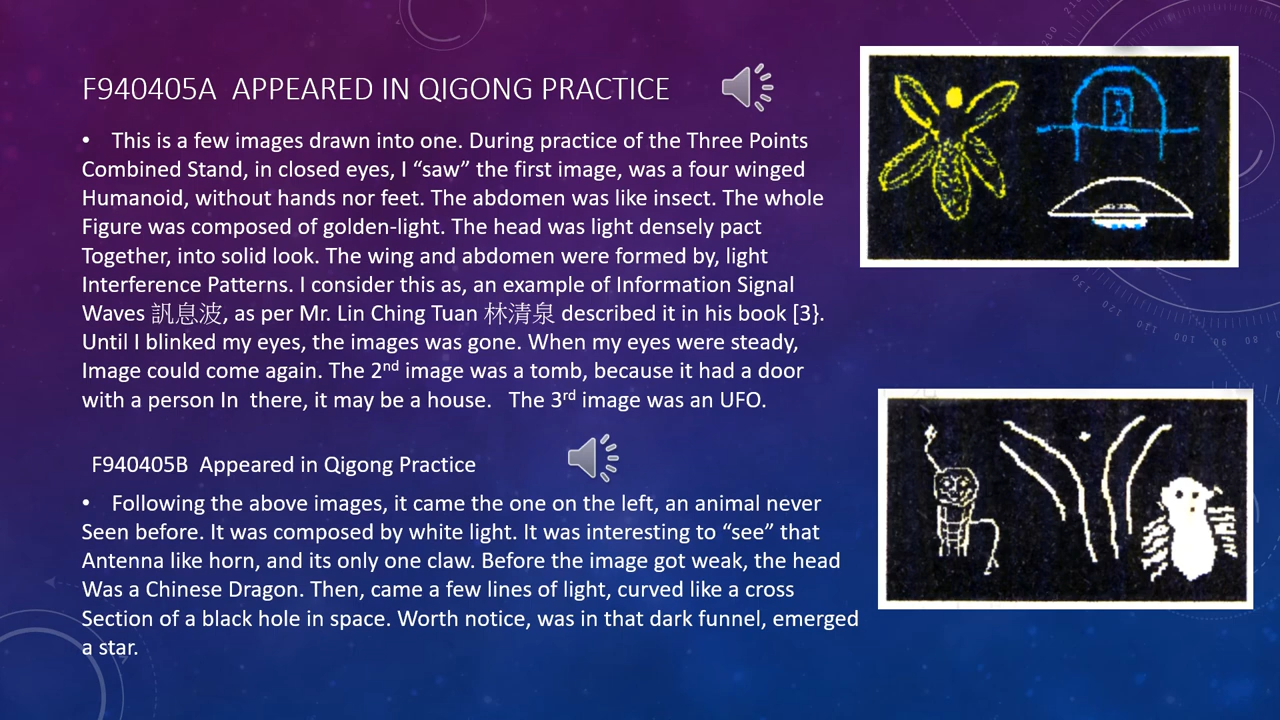 F940405A APPEARED IN QIGONG PRACTICE
• This is a few images drawn into one. During practice of the Three Points
Combined Stand, in closed eyes, I “saw” the first image, was a four winged
Humanoid, without hands nor feet. The abdomen was like insect. The whole
Figure was composed of golden-light. The head was light densely pact
Together, into solid look. The wing and abdomen were formed by, light
Interference Patterns. I consider this as, an example of Information Signal
Waves 訊息波, as per Mr. Lin Ching Tuan 林清泉 described it in his book [3}.
Until I blinked my eyes, the images was gone. When my eyes were steady,
Image could come again. The 2nd image was a tomb, because it had a door
with a person In there, it may be a house. The 3rd image was an UFO.
F940405B Appeared in Qigong Practice
• Following the above images, it came the one on the left, an animal never
Seen before. It was composed by white light. It was interesting to “see” that
Antenna like horn, and its only one claw. Before the image got weak, the head
Was a Chinese Dragon. Then, came a few lines of light, curved like a cross
Section of a black hole in space. Worth notice, was in that dark funnel, emerged
a star.